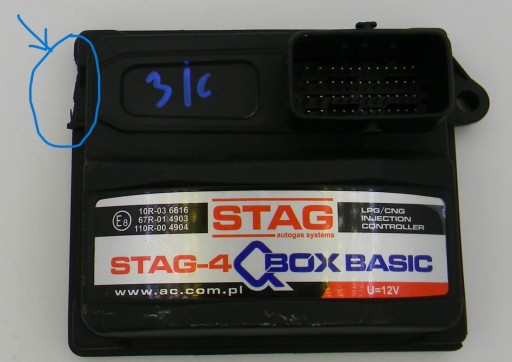 3/c
E8
10R-03 6616
67R-01 4903
110R-00 4904
STAG
autogas systems
LPG/CNG
INJECTION
CONTROLLER
STAG-4 QBOX BASIC
www.ac.com.pl
U=12V